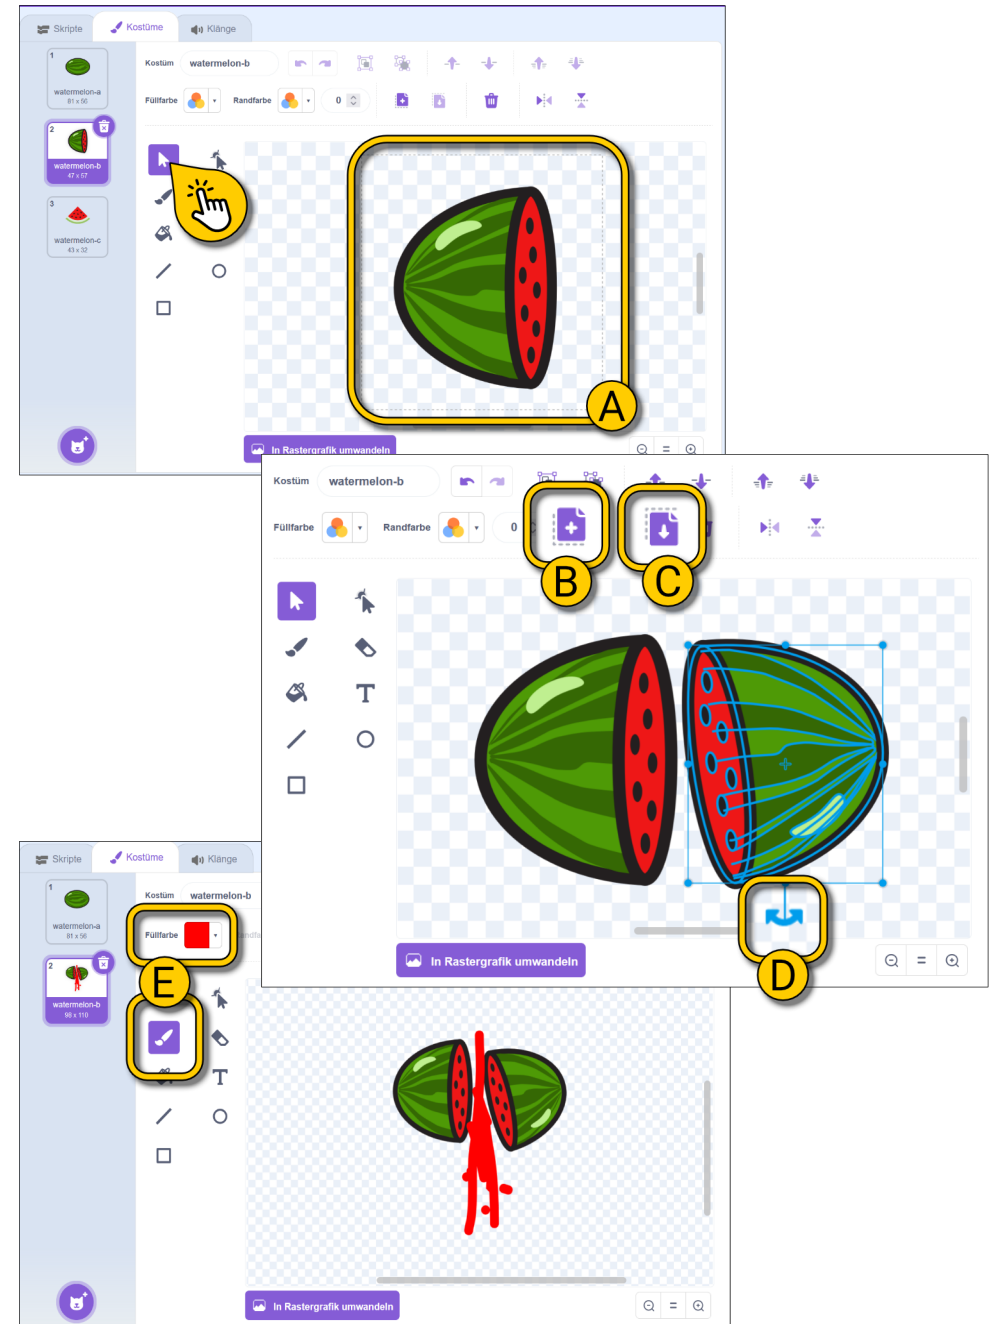 Skripte Kostüme Klänge
1
watermelon-a
81 x 56
2
watermelon-b
47 x 57
3
watermelon-c
43 x 32
Kostüm watermelon-b
Füllfarbe Randfarbe 0
A
In Rastergrafik umwandeln
Kostüm watermelon-b
Füllfarbe Randfarbe 0
B
C
T
D
In Rastergrafik umwandeln
Skripte Kostüme Klänge
1
watermelon-a
81 x 56
2
watermelon-b
98 x 110
Kostüm watermelon-b
Füllfarbe
E
T
In Rastergrafik umwandeln